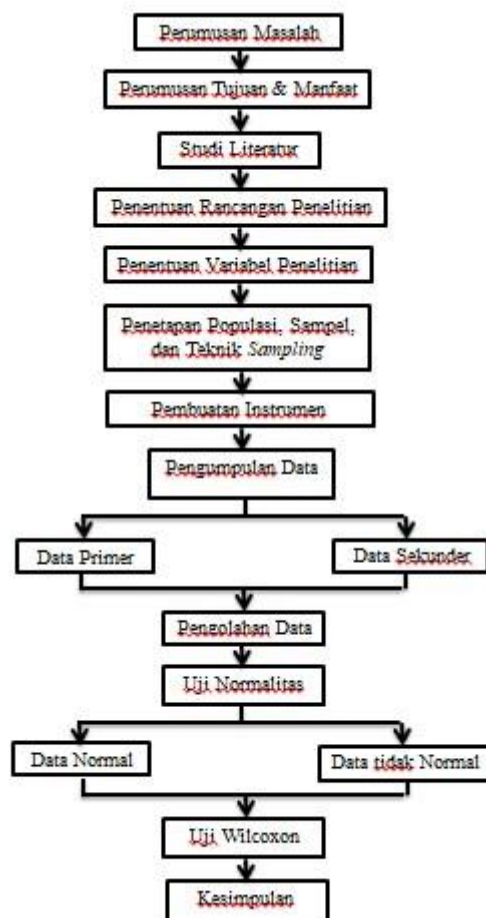 Perumusan Masalah
Perumusan Tujuan & Manfaat
Studi Literatur
Penentuan Rancangan Penelitian
Penentuan Variabel Penelitian
Penetapan Populasi, Sampel,
dan Teknik Sampling
Pembuatan Instrumen
Pengumpulan Data
Data Primer
Data Sekunder
Pengolahan Data
Uji Normalitas
Data Normal
Data tidak Normal
Uji Wilcoxon
Kesimpulan